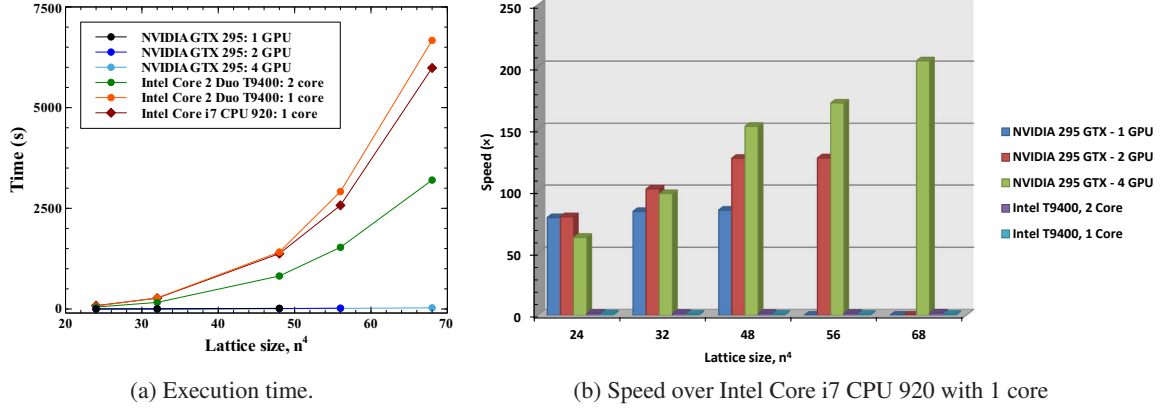 7500
5000
2500
0
Time (s)
NVIDIA GTX 295: 1 GPU
NVIDIA GTX 295: 2 GPU
NVIDIA GTX 295: 4 GPU
Intel Core 2 Duo T9400: 2 core
Intel Core 2 Duo T9400: 1 core
Intel Core i7 CPU 920: 1 core
20 30 40 50 60 70
Lattice size, n⁴
(a) Execution time.
250
200
150
100
50
0
Speed (×)
24 32 48 56 68
Lattice size, n⁴
NVIDIA 295 GTX - 1 GPU
NVIDIA 295 GTX - 2 GPU
NVIDIA 295 GTX - 4 GPU
Intel T9400, 2 Core
Intel T9400, 1 Core
(b) Speed over Intel Core i7 CPU 920 with 1 core